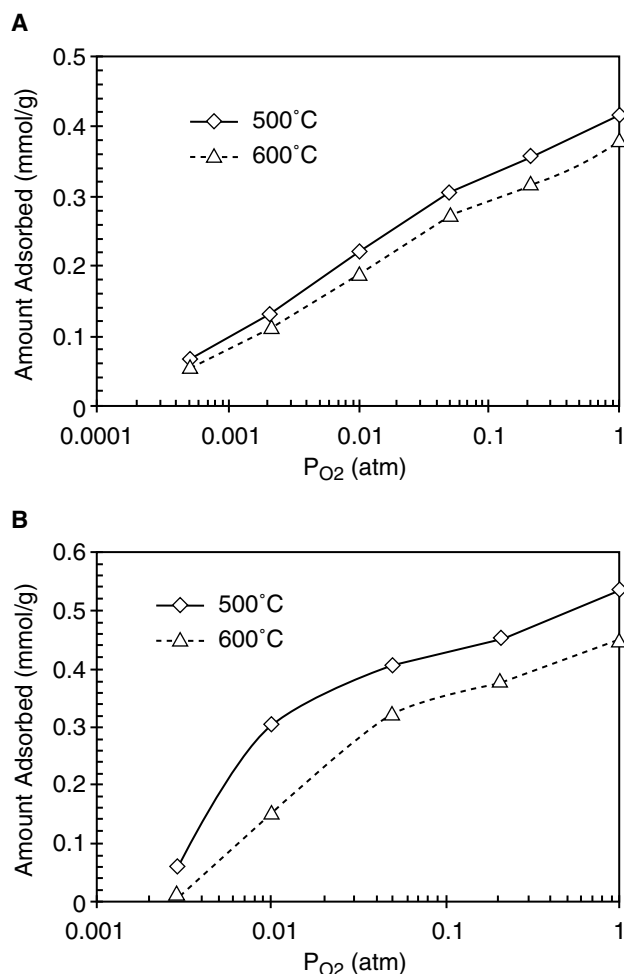 A
0.5
0.4
0.3
0.2
0.1
0
Amount Adsorbed (mmol/g)
500˚C
600˚C
0.0001 0.001 0.01 0.1 1
PO2 (atm)
B
0.6
0.5
0.4
0.3
0.2
0.1
0
Amount Adsorbed (mmol/g)
500˚C
600˚C
0.001 0.01 0.1 1
PO2 (atm)